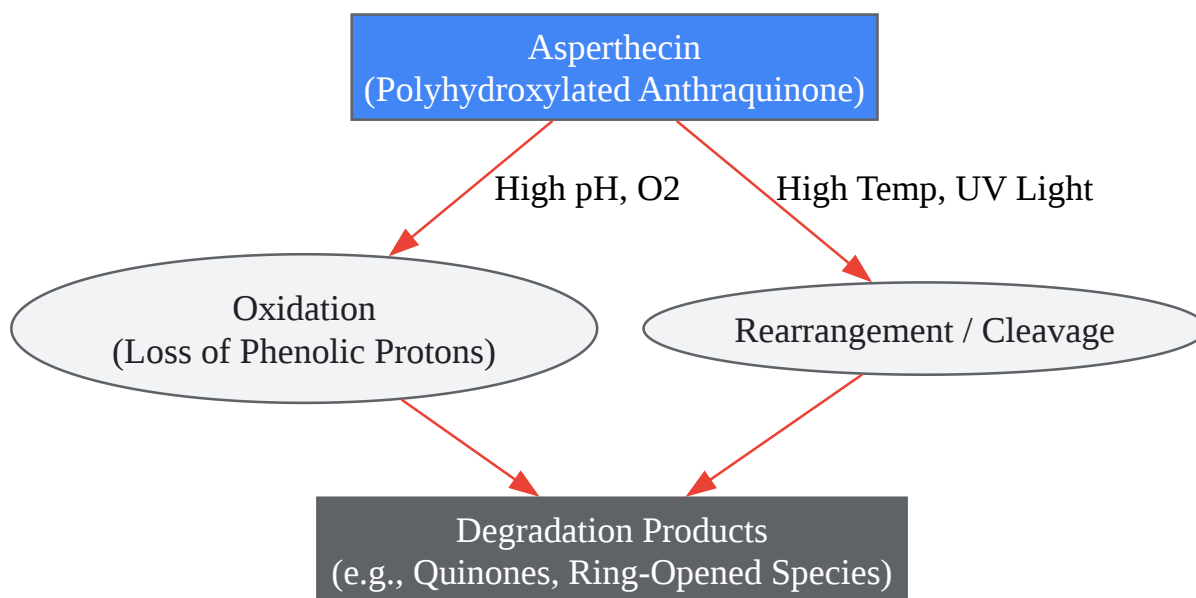 Asperthecin
(Polyhydroxylated Anthraquinone)
High pH, O2
High Temp, UV Light
Oxidation
(Loss of Phenolic Protons)
Rearrangement / Cleavage
Degradation Products
(e.g., Quinones, Ring-Opened Species)